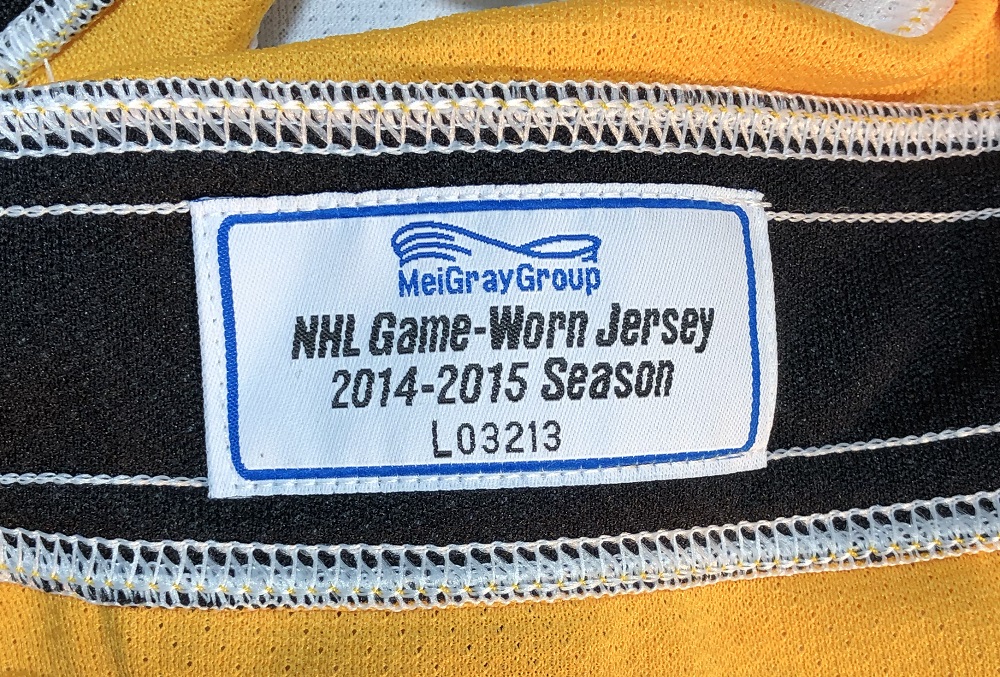 MeiGrayGroup
NHL Game-Worn Jersey
2014-2015 Season
L03213